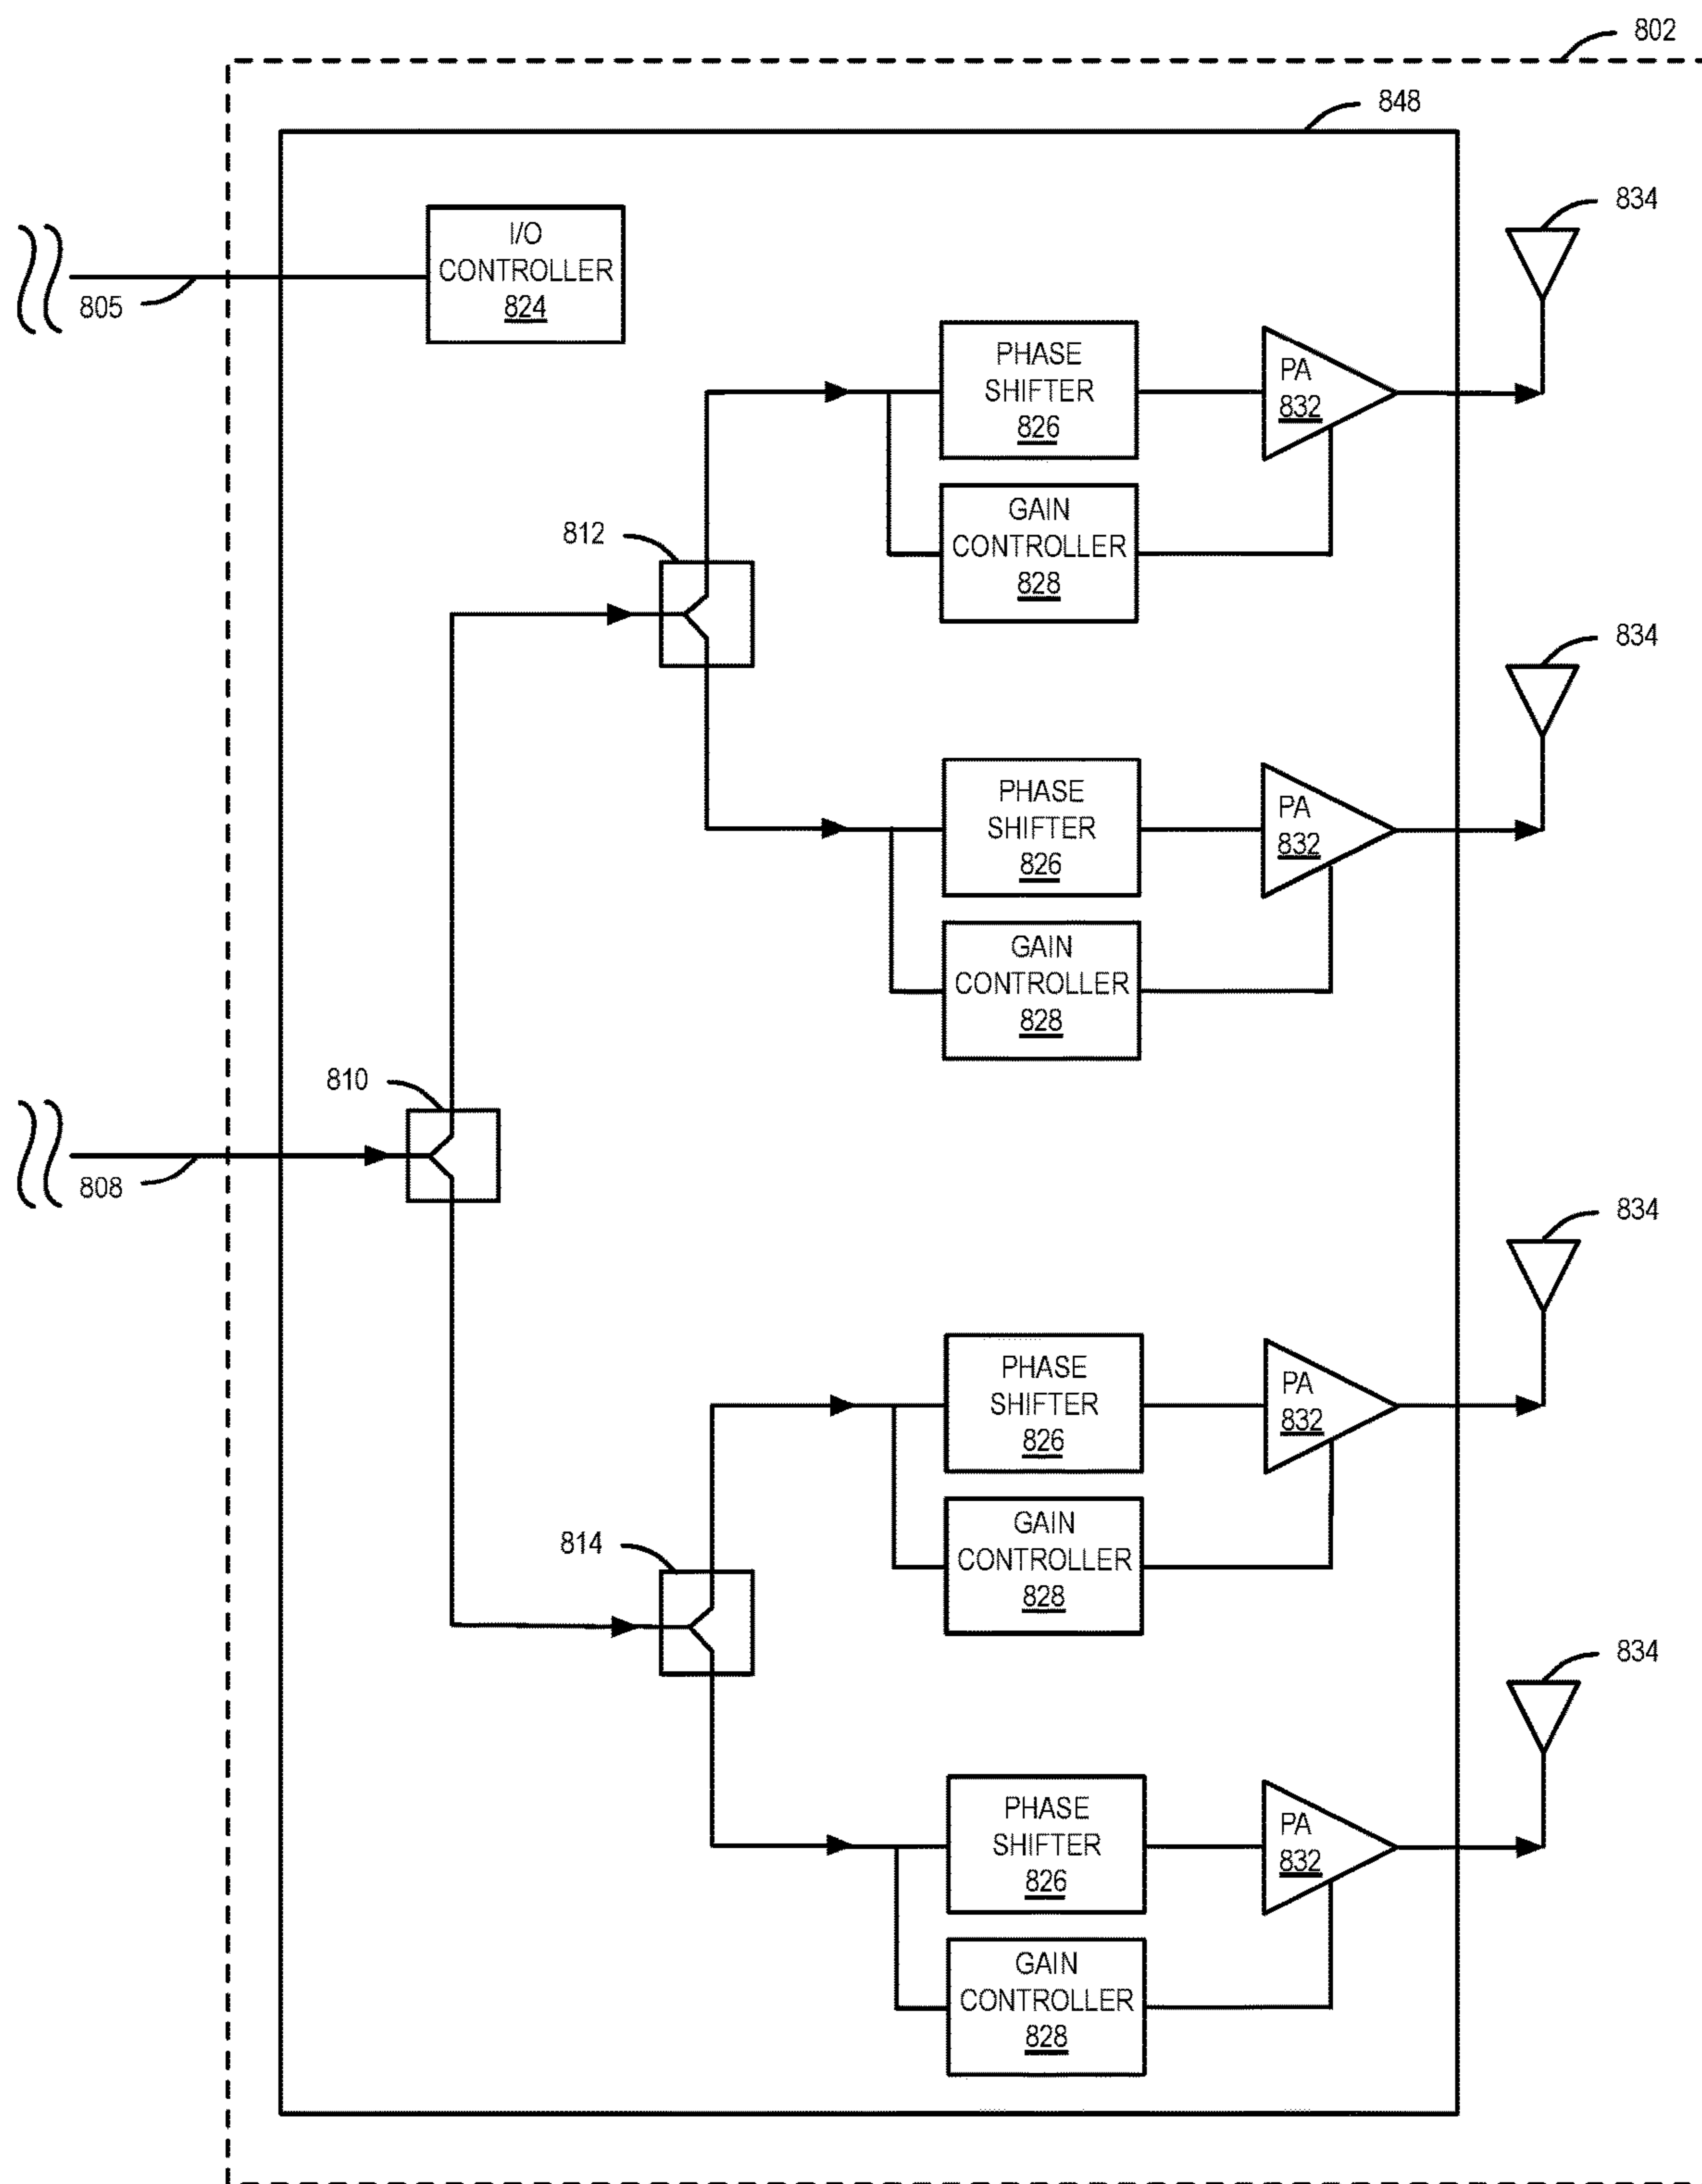 802
848
834
I/O
CONTROLLER
824
805
PHASE
SHIFTER
826
PA
832
GAIN
CONTROLLER
828
812
834
PHASE
SHIFTER
826
PA
832
GAIN
CONTROLLER
828
810
808
834
PHASE
SHIFTER
826
PA
832
GAIN
CONTROLLER
828
814
834
PHASE
SHIFTER
826
PA
832
GAIN
CONTROLLER
828